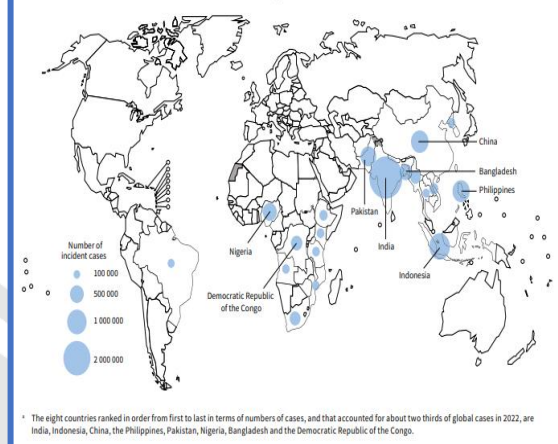 China
Bangladesh
Philippines
Pakistan
India
Nigeria
Indonesia
Democratic Republic
of the Congo
Number of
incident cases
100 000
500 000
1 000 000
2 000 000
ᵃ The eight countries ranked in order from first to last in terms of numbers of cases, and that accounted for about two thirds of global cases in 2022, are
India, Indonesia, China, the Philippines, Pakistan, Nigeria, Bangladesh and the Democratic Republic of the Congo.